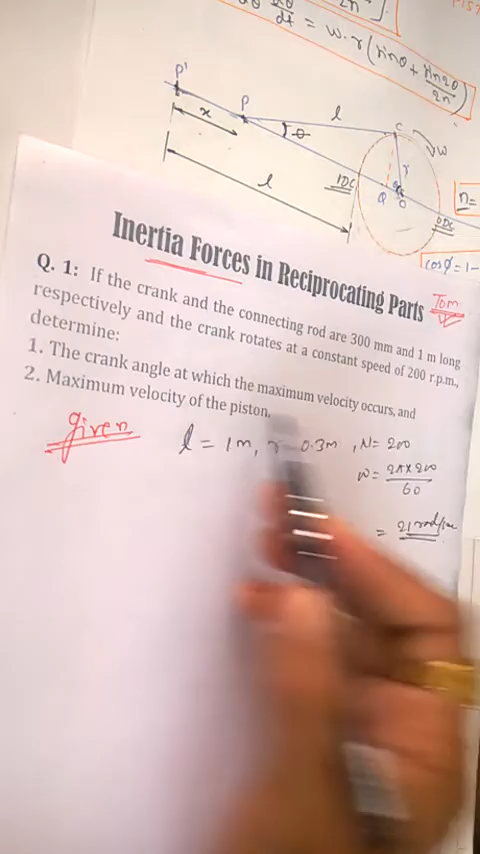 dt = w.r (sinθ + sin2θ
2n
P'
P
x
θ
l
C
w
r
l
IDC
Q
O
ODC
n=
cosφ = 1-
Inertia Forces in Reciprocating Parts
Tom
Q. 1: If the crank and the connecting rod are 300 mm and 1 m long
respectively and the crank rotates at a constant speed of 200 r.p.m.,
determine:
1. The crank angle at which the maximum velocity occurs, and
2. Maximum velocity of the piston.
Given
l = 1m, r=0.3m , N= 200
w= 2π×200
60
= 21 rad/sec